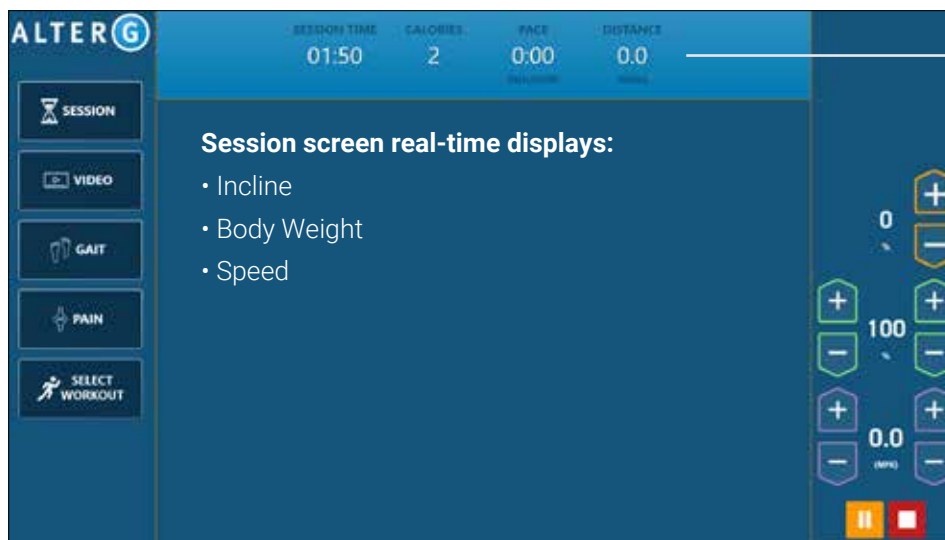 ALTERG
SESSION TIME CALORIES PACE DISTANCE
01:50 2 0:00 0.0
SESSION
VIDEO
GAIT
PAIN
SELECT
WORKOUT
Session screen real-time displays:
• Incline
• Body Weight
• Speed
0
%
100
%
0.0
(MPH)